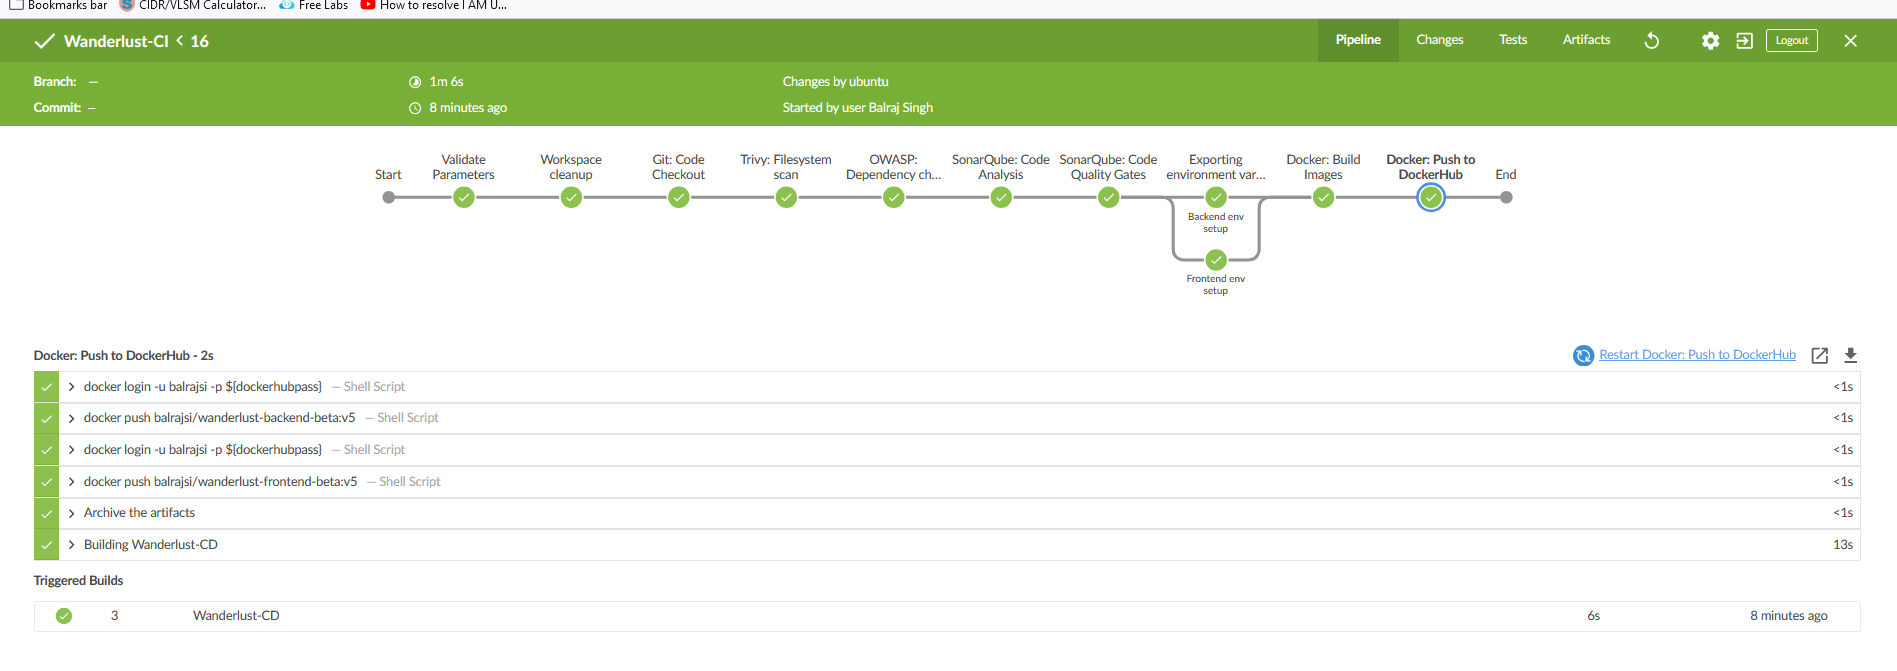 Bookmarks bar CIDR/VLSM Calculator... Free Labs How to resolve I AM U...
Wanderlust-CI < 16 Pipeline Changes Tests Artifacts Logout
Branch: — 1m 6s Changes by ubuntu
Commit: — 8 minutes ago Started by user Balraj Singh
Start
Validate Parameters
Workspace cleanup
Git: Code Checkout
Trivy: Filesystem scan
OWASP: Dependency ch...
SonarQube: Code Analysis
SonarQube: Code Quality Gates
Exporting environment var...
Docker: Build Images
Docker: Push to DockerHub
End
Backend env setup
Frontend env setup
Docker: Push to DockerHub - 2s Restart Docker: Push to DockerHub
docker login -u balrajsi -p ${dockerhubpass} — Shell Script <1s
docker push balrajsi/wanderlust-backend-beta:v5 — Shell Script <1s
docker login -u balrajsi -p ${dockerhubpass} — Shell Script <1s
docker push balrajsi/wanderlust-frontend-beta:v5 — Shell Script <1s
Archive the artifacts <1s
Building Wanderlust-CD 13s
Triggered Builds
3 Wanderlust-CD 6s 8 minutes ago